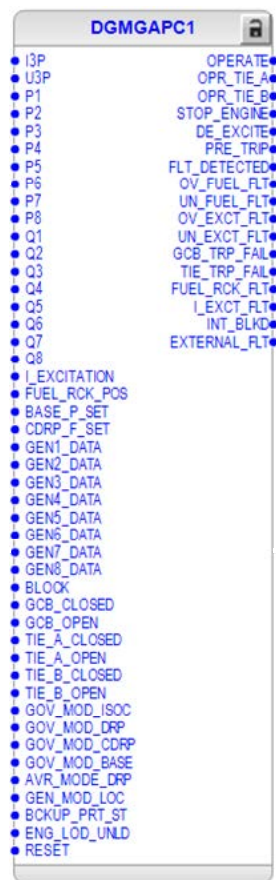 DGMGAPC1
I3P OPERATE
U3P OPR_TIE_A
P1 OPR_TIE_B
P2 STOP_ENGINE
P3 DE_EXCITE
P4 PRE_TRIP
P5 FLT_DETECTED
P6 OV_FUEL_FLT
P7 UN_FUEL_FLT
P8 OV_EXCT_FLT
Q1 UN_EXCT_FLT
Q2 GCB_TRP_FAIL
Q3 TIE_TRP_FAIL
Q4 FUEL_RCK_FLT
Q5 I_EXCT_FLT
Q6 INT_BLKD
Q7 EXTERNAL_FLT
Q8
I_EXCITATION
FUEL_RCK_POS
BASE_P_SET
CDRP_F_SET
GEN1_DATA
GEN2_DATA
GEN3_DATA
GEN4_DATA
GEN5_DATA
GEN6_DATA
GEN7_DATA
GEN8_DATA
BLOCK
GCB_CLOSED
GCB_OPEN
TIE_A_CLOSED
TIE_A_OPEN
TIE_B_CLOSED
TIE_B_OPEN
GOV_MOD_ISOC
GOV_MOD_DRP
GOV_MOD_CDRP
GOV_MOD_BASE
AVR_MODE_DRP
GEN_MOD_LOC
BCKUP_PRT_ST
ENG_LOD_UNLD
RESET